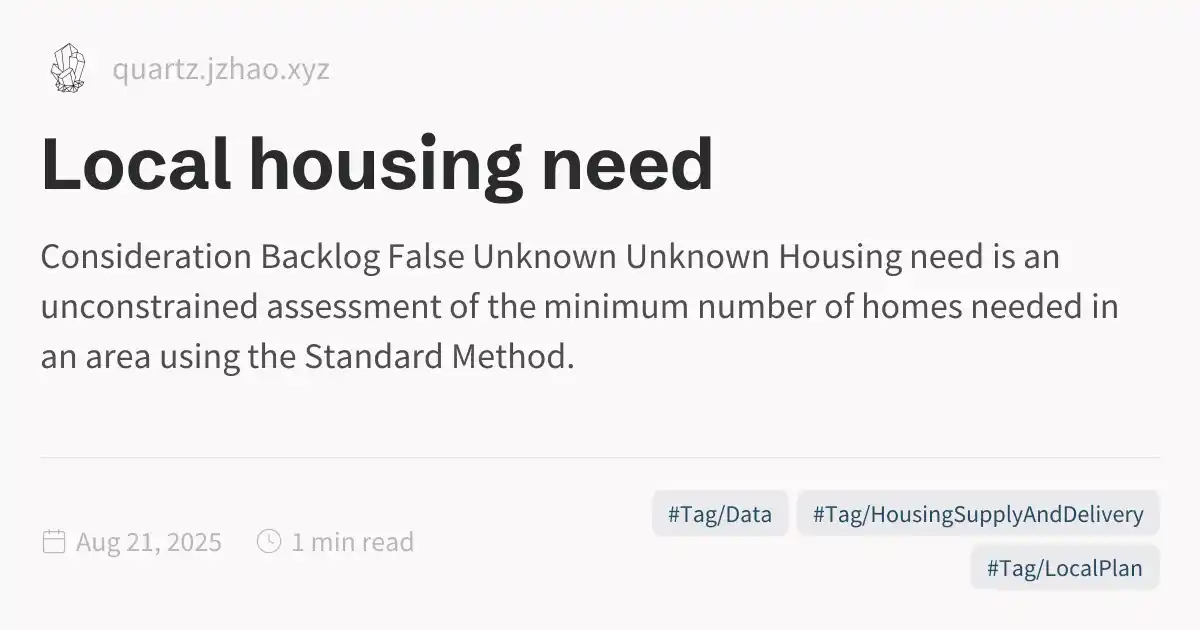 quartz.jzhao.xyz
Local housing need
Consideration Backlog False Unknown Unknown Housing need is an
unconstrained assessment of the minimum number of homes needed in
an area using the Standard Method.
#Tag/Data #Tag/HousingSupplyAndDelivery
Aug 21, 2025 1 min read
#Tag/LocalPlan